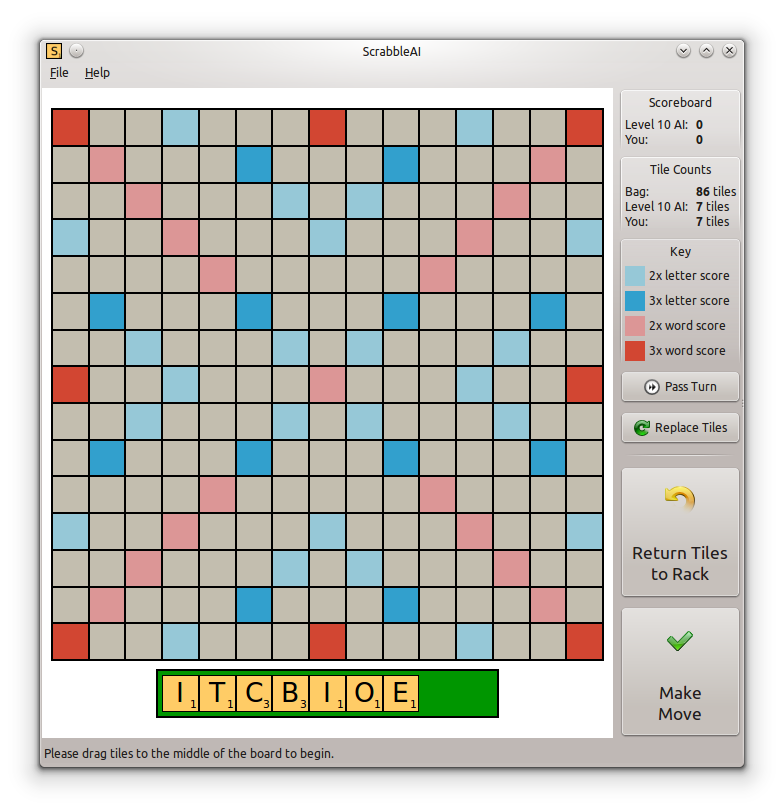 S
ScrabbleAI
File Help
Scoreboard
Level 10 AI: 0
You: 0
Tile Counts
Bag: 86 tiles
Level 10 AI: 7 tiles
You: 7 tiles
Key
2x letter score
3x letter score
2x word score
3x word score
Pass Turn
Replace Tiles
Return Tiles
to Rack
Make
Move
I1 T1 C3 B3 I1 O1 E1
Please drag tiles to the middle of the board to begin.